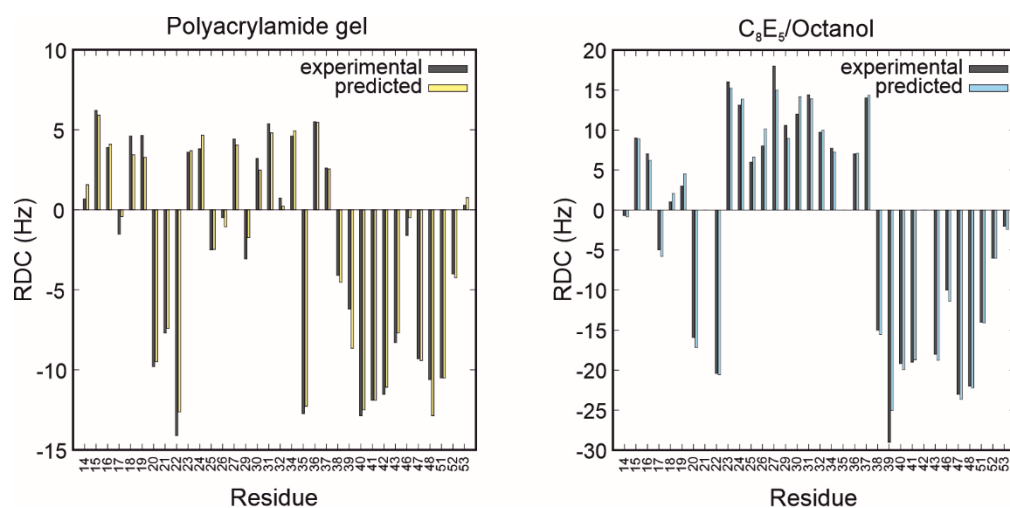 Polyacrylamide gel
experimental
predicted
10
5
0
-5
-10
-15
RDC (Hz)
14 15 16 17 18 19 20 21 22 23 24 25 26 27 29 30 31 32 34 35 36 37 38 39 40 41 42 43 46 47 48 51 52 53
Residue
C₈E₅/Octanol
experimental
predicted
20
15
10
5
0
-5
-10
-15
-20
-25
-30
RDC (Hz)
14 15 16 17 18 19 20 21 22 23 24 25 26 27 29 30 31 32 34 35 36 37 38 39 40 41 42 43 46 47 48 51 52 53
Residue